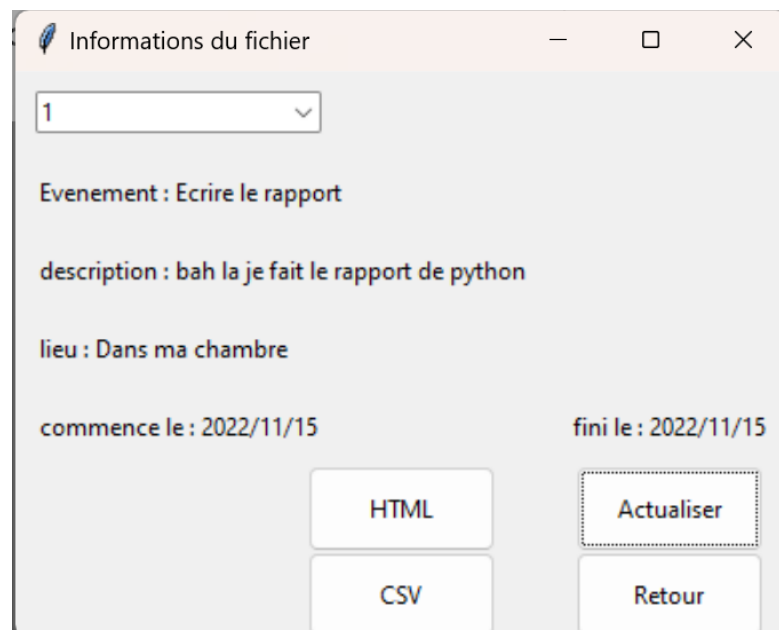 Informations du fichier
1
Evenement : Ecrire le rapport
description : bah la je fait le rapport de python
lieu : Dans ma chambre
commence le : 2022/11/15 fini le : 2022/11/15
HTML Actualiser
CSV Retour